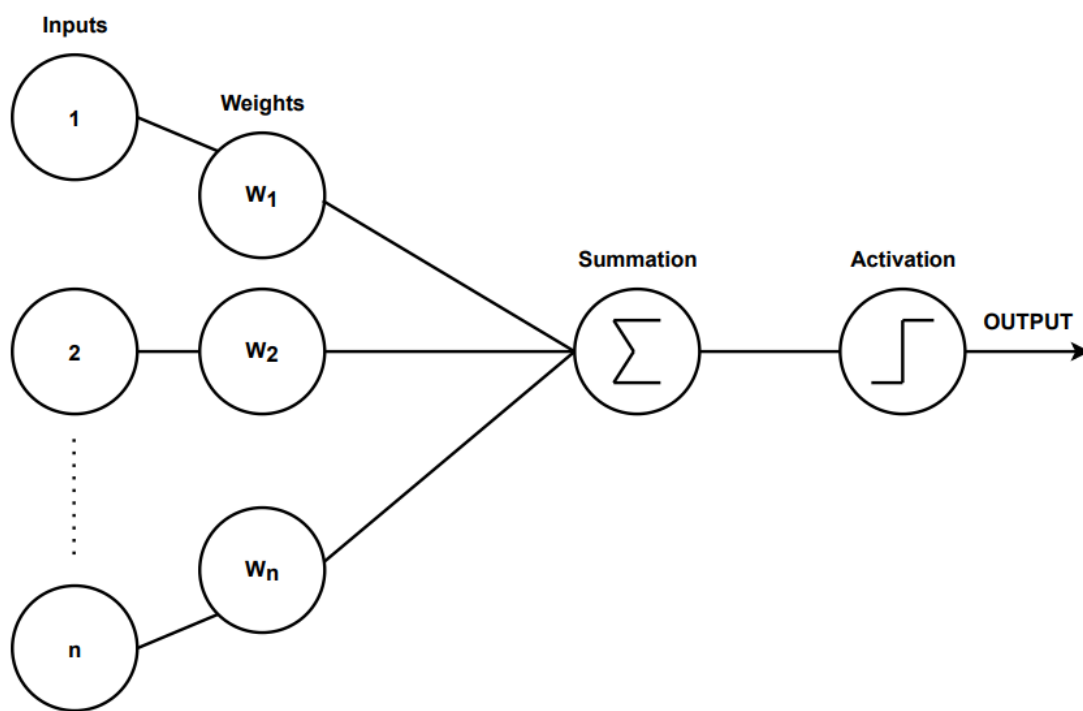 Inputs
1
Weights
W1
Summation
Activation
2
W2
Σ
OUTPUT
Wn
n